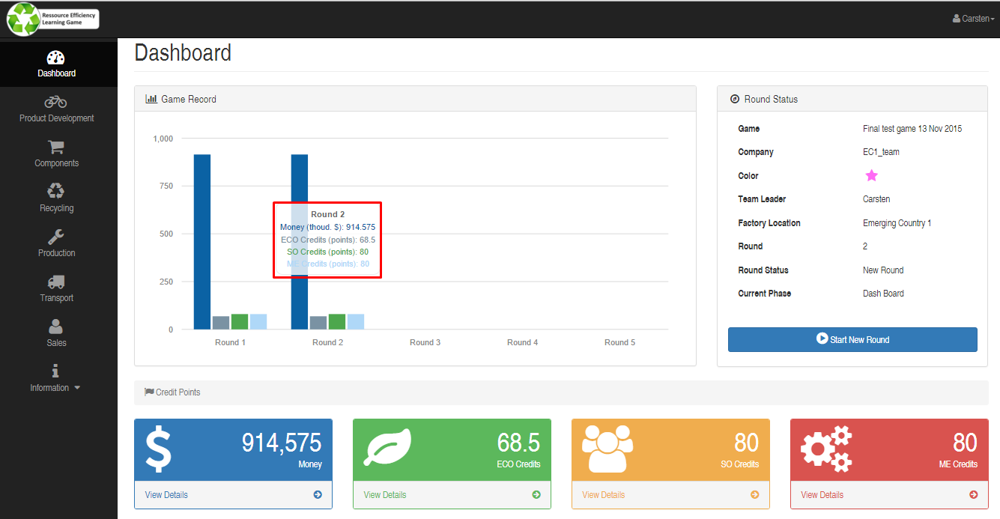 Ressource Efficiency
Learning Game
Carsten
Dashboard
Product Development
Components
Recycling
Production
Transport
Sales
Information
Dashboard
Game Record
1,000
750
500
250
0
Round 2
Money (thoud. $): 914.575
ECO Credits (points): 68.5
SO Credits (points): 80
ME Credits (points): 80
Round 1 Round 2 Round 3 Round 4 Round 5
Round Status
Game Final test game 13 Nov 2015
Company EC1_team
Color
Team Leader Carsten
Factory Location Emerging Country 1
Round 2
Round Status New Round
Current Phase Dash Board
Start New Round
Credit Points
914,575
Money
View Details
68.5
ECO Credits
View Details
80
SO Credits
View Details
80
ME Credits
View Details